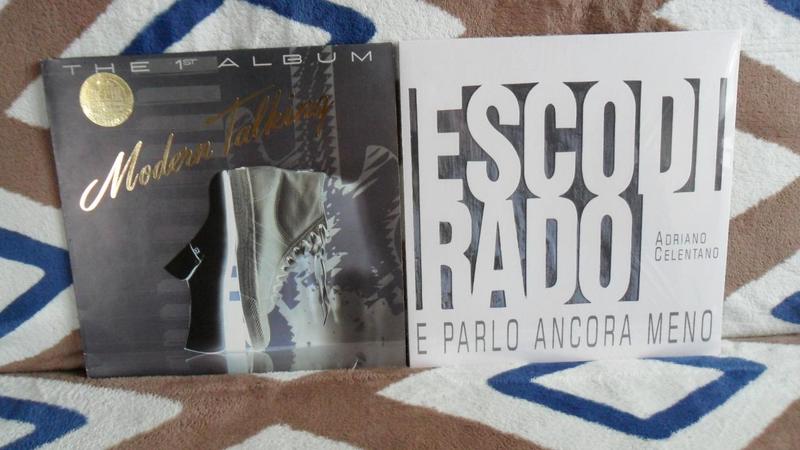 THE 1ST ALBUM
Modern Talking
ESCO DI
RADO
ADRIANO
CELENTANO
E PARLO ANCORA MENO